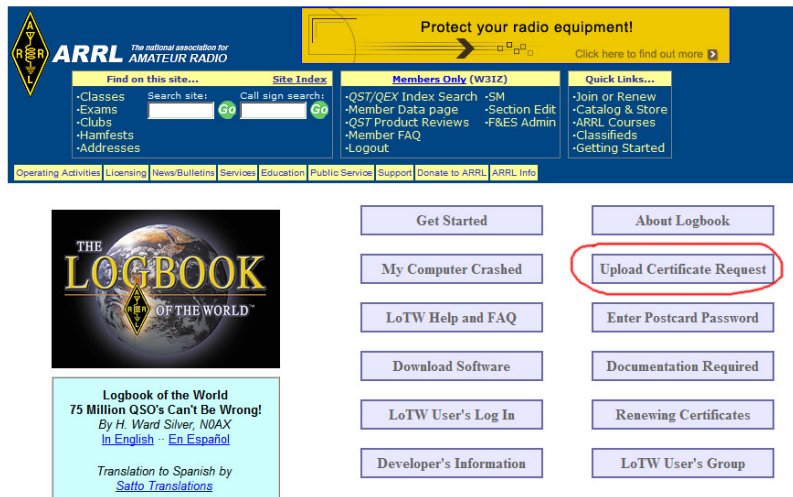 Protect your radio equipment!
Click here to find out more
A
R R
L
ARRL The national association for
AMATEUR RADIO
Find on this site... Site Index
·Classes
·Exams
·Clubs
·Hamfests
·Addresses
Search site: Call sign search:
Go Go
Members Only (W3IZ)
·QST/QEX Index Search ·SM
·Member Data page ·Section Edit
·QST Product Reviews ·F&ES Admin
·Member FAQ
·Logout
Quick Links...
·Join or Renew
·Catalog & Store
·ARRL Courses
·Classifieds
·Getting Started
Operating Activities Licensing News/Bulletins Services Education Public Service Support Donate to ARRL ARRL Info
THE
LOGBOOK
OF THE WORLD™
A
R R
L
Logbook of the World
75 Million QSO's Can't Be Wrong!
By H. Ward Silver, N0AX
In English ·· En Español
Translation to Spanish by
Satto Translations
Get Started About Logbook
My Computer Crashed Upload Certificate Request
LoTW Help and FAQ Enter Postcard Password
Download Software Documentation Required
LoTW User's Log In Renewing Certificates
Developer's Information LoTW User's Group